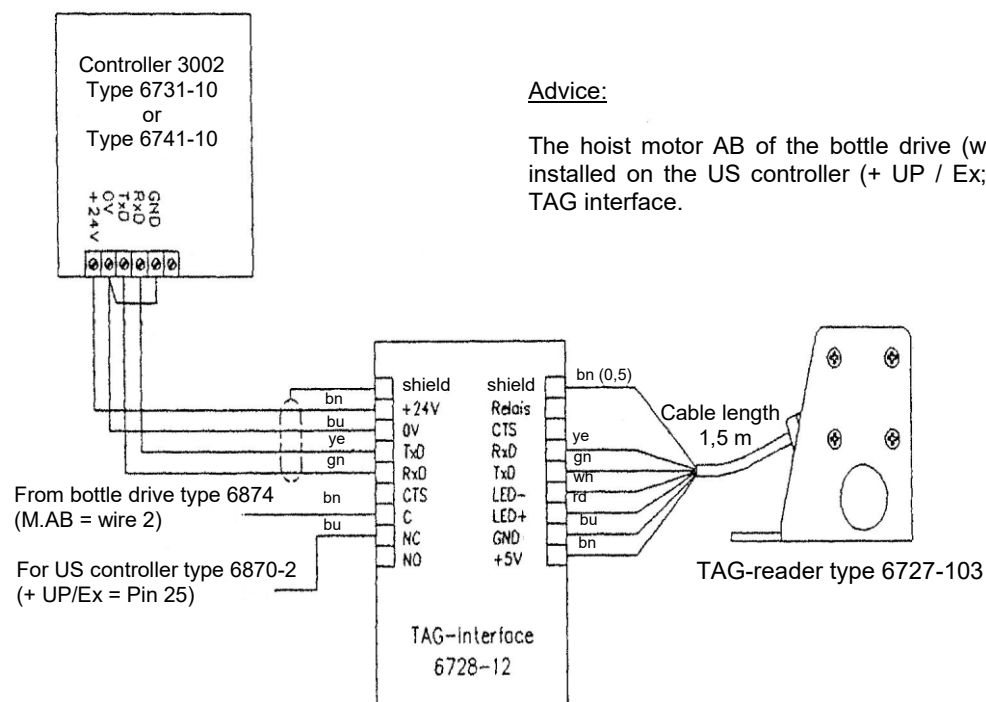 Controller 3002
Type 6731-10
or
Type 6741-10
+24V
0V
TxD
RxD
GND
Advice:
The hoist motor AB of the bottle drive (w
installed on the US controller (+ UP / Ex;
TAG interface.
shield
+24V
0V
TxD
RxD
CTS
C
NC
NO
bn
bu
ye
gn
bn
bu
shield
Relais
CTS
RxD
TxD
LED-
LED+
GND
+5V
bn (0,5)
ye
gn
wh
rd
bu
bn
Cable length
1,5 m
From bottle drive type 6874
(M.AB = wire 2)
For US controller type 6870-2
(+ UP/Ex = Pin 25)
TAG-reader type 6727-103
TAG-interface
6728-12